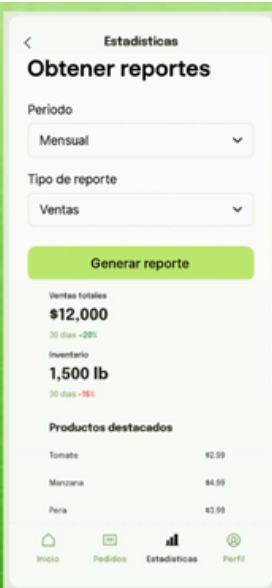 Estadísticas
Obtener reportes
Periodo
Mensual
Tipo de reporte
Ventas
Generar reporte
Ventas totales
$12,000
30 días +20%
Inventario
1,500 lb
30 días -15%
Productos destacados
Tomate $2.99
Manzana $4.99
Pera $3.99
Inicio Pedidos Estadísticas Perfil